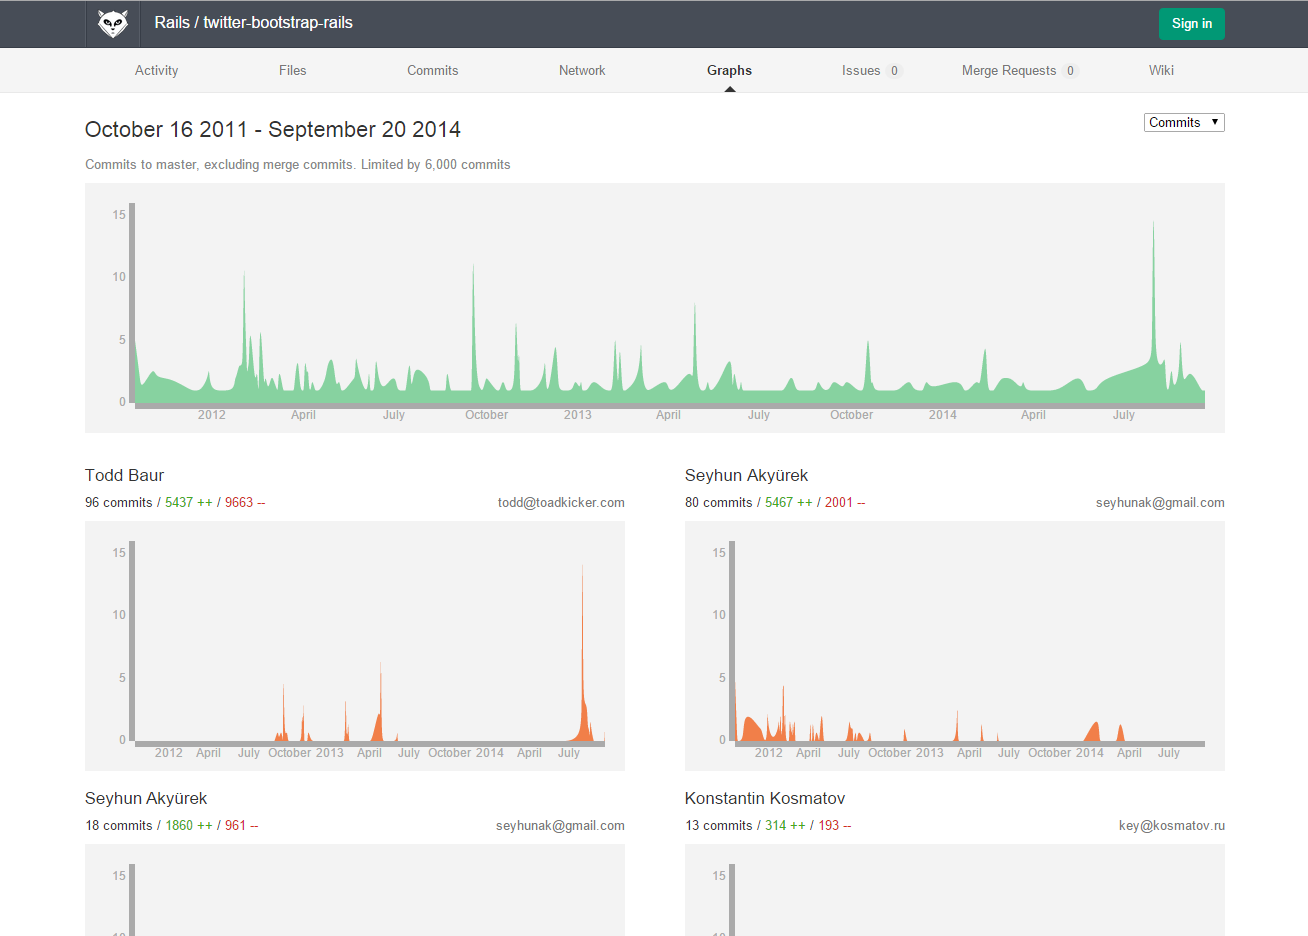 Rails / twitter-bootstrap-rails
Sign in
Activity Files Commits Network Graphs Issues 0 Merge Requests 0 Wiki
October 16 2011 - September 20 2014
Commits ▼
Commits to master, excluding merge commits. Limited by 6,000 commits
15
10
5
0
2012 April July October 2013 April July October 2014 April July
Todd Baur
96 commits / 5437 ++ / 9663 --
todd@toadkicker.com
15
10
5
0
2012 April July October 2013 April July October 2014 April July
Seyhun Akyürek
80 commits / 5467 ++ / 2001 --
seyhunak@gmail.com
15
10
5
0
2012 April July October 2013 April July October 2014 April July
Seyhun Akyürek
18 commits / 1860 ++ / 961 --
seyhunak@gmail.com
15
10
Konstantin Kosmatov
13 commits / 314 ++ / 193 --
key@kosmatov.ru
15
10